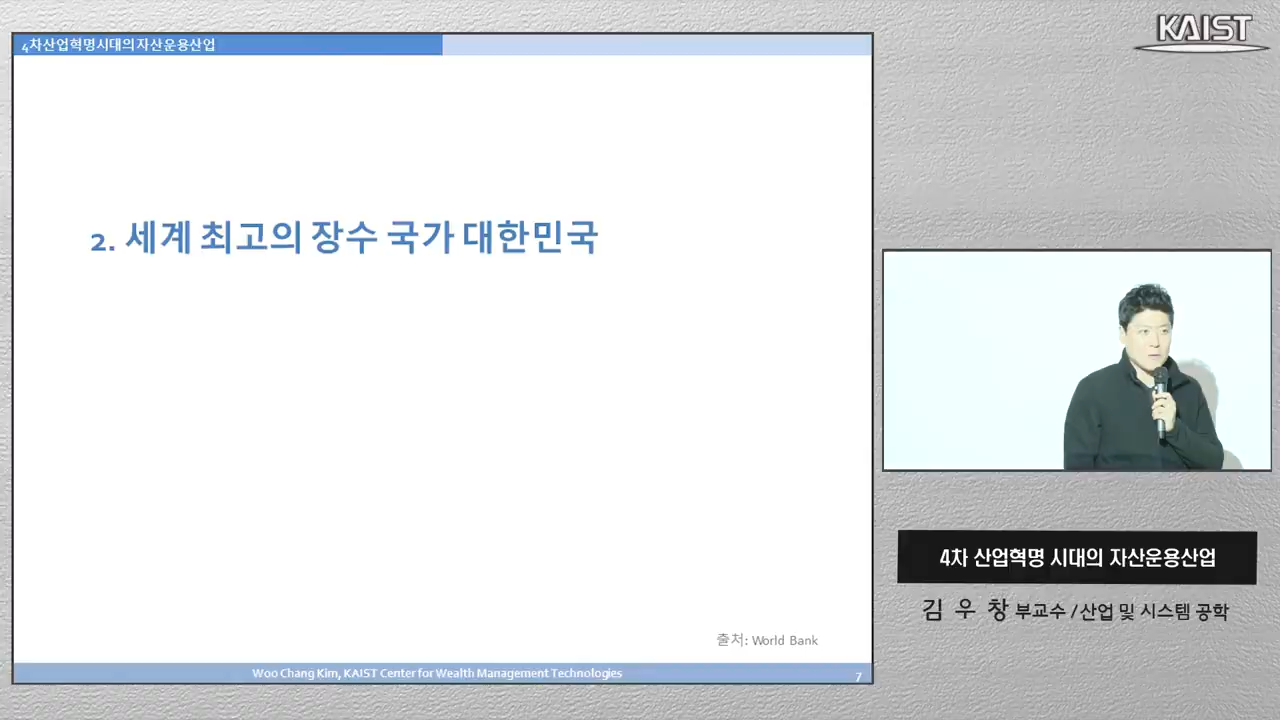 4차산업혁명시대의자산운용산업
KAIST
2. 세계 최고의 장수 국가 대한민국
출처: World Bank
Woo Chang Kim, KAIST Center for Wealth Management Technologies
7
4차 산업혁명 시대의 자산운용산업
김 우 창 부교수 / 산업 및 시스템 공학